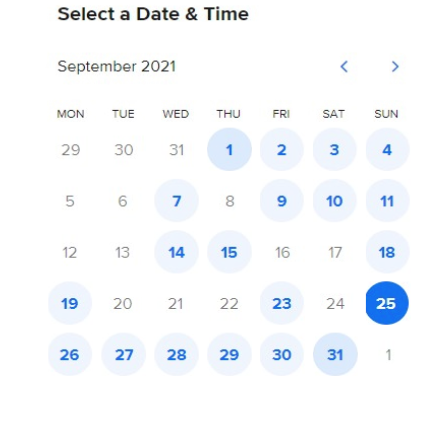 Select a Date & Time
September 2021
MON TUE WED THU FRI SAT SUN
29 30 31 1 2 3 4
5 6 7 8 9 10 11
12 13 14 15 16 17 18
19 20 21 22 23 24 25
26 27 28 29 30 31 1